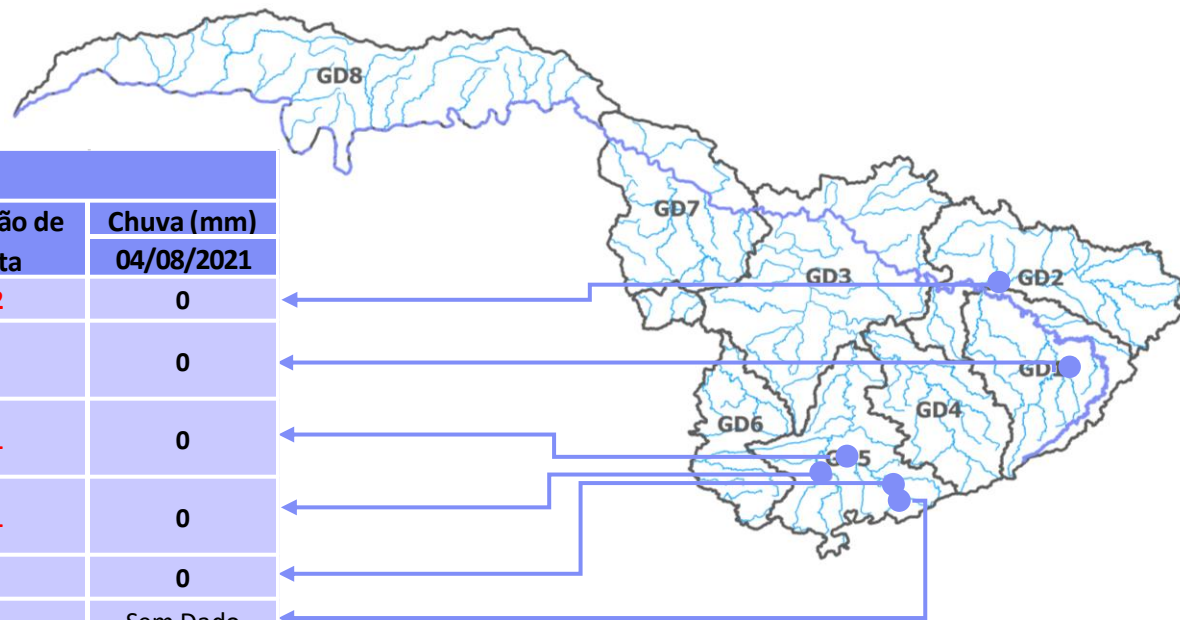 GD8
GD7
GD3
GD2
GD1
GD4
GD6
ão de
ta
Chuva (mm)
04/08/2021
2
0
0
0
0
0
Sem Dado